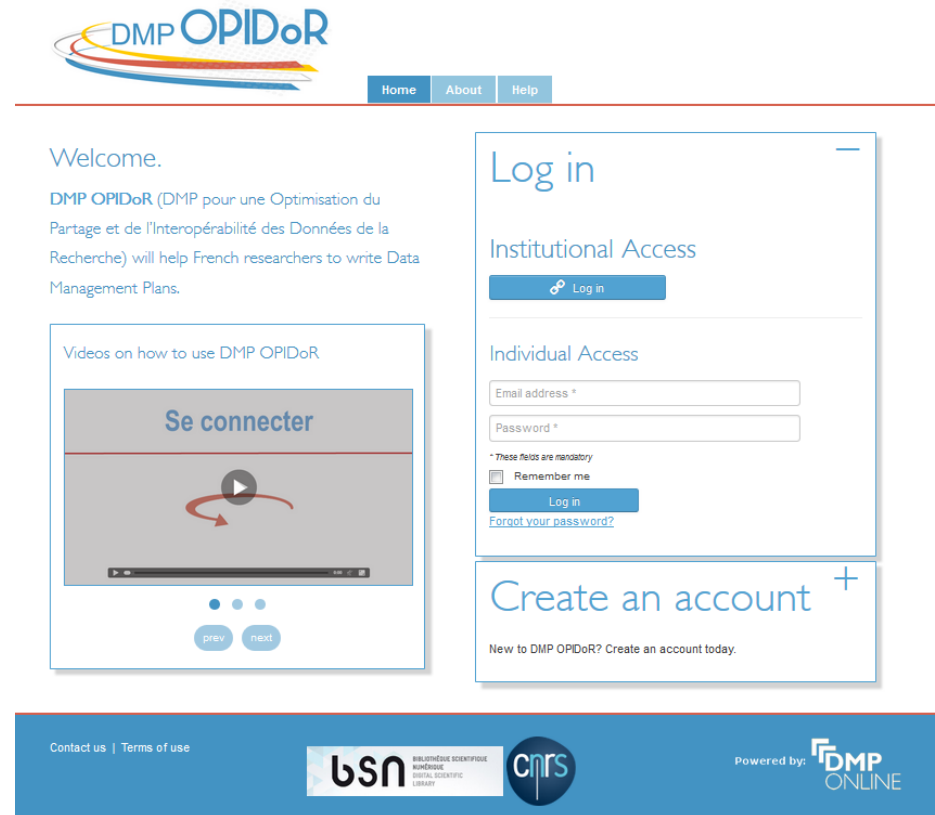 DMP OPIDoR
Home About Help
Welcome.
DMP OPIDoR (DMP pour une Optimisation du
Partage et de l'Interopérabilité des Données de la
Recherche) will help French researchers to write Data
Management Plans.
Videos on how to use DMP OPIDoR
Se connecter
prev next
Log in
Institutional Access
Log in
Individual Access
Email address *
Password *
* These fields are mandatory
Remember me
Log in
Forgot your password?
Create an account
New to DMP OPIDoR? Create an account today.
Contact us | Terms of use
bsn
BIBLIOTHÈQUE SCIENTIFIQUE
NUMÉRIQUE
DIGITAL SCIENTIFIC
LIBRARY
cnrs
Powered by:
DMP
ONLINE